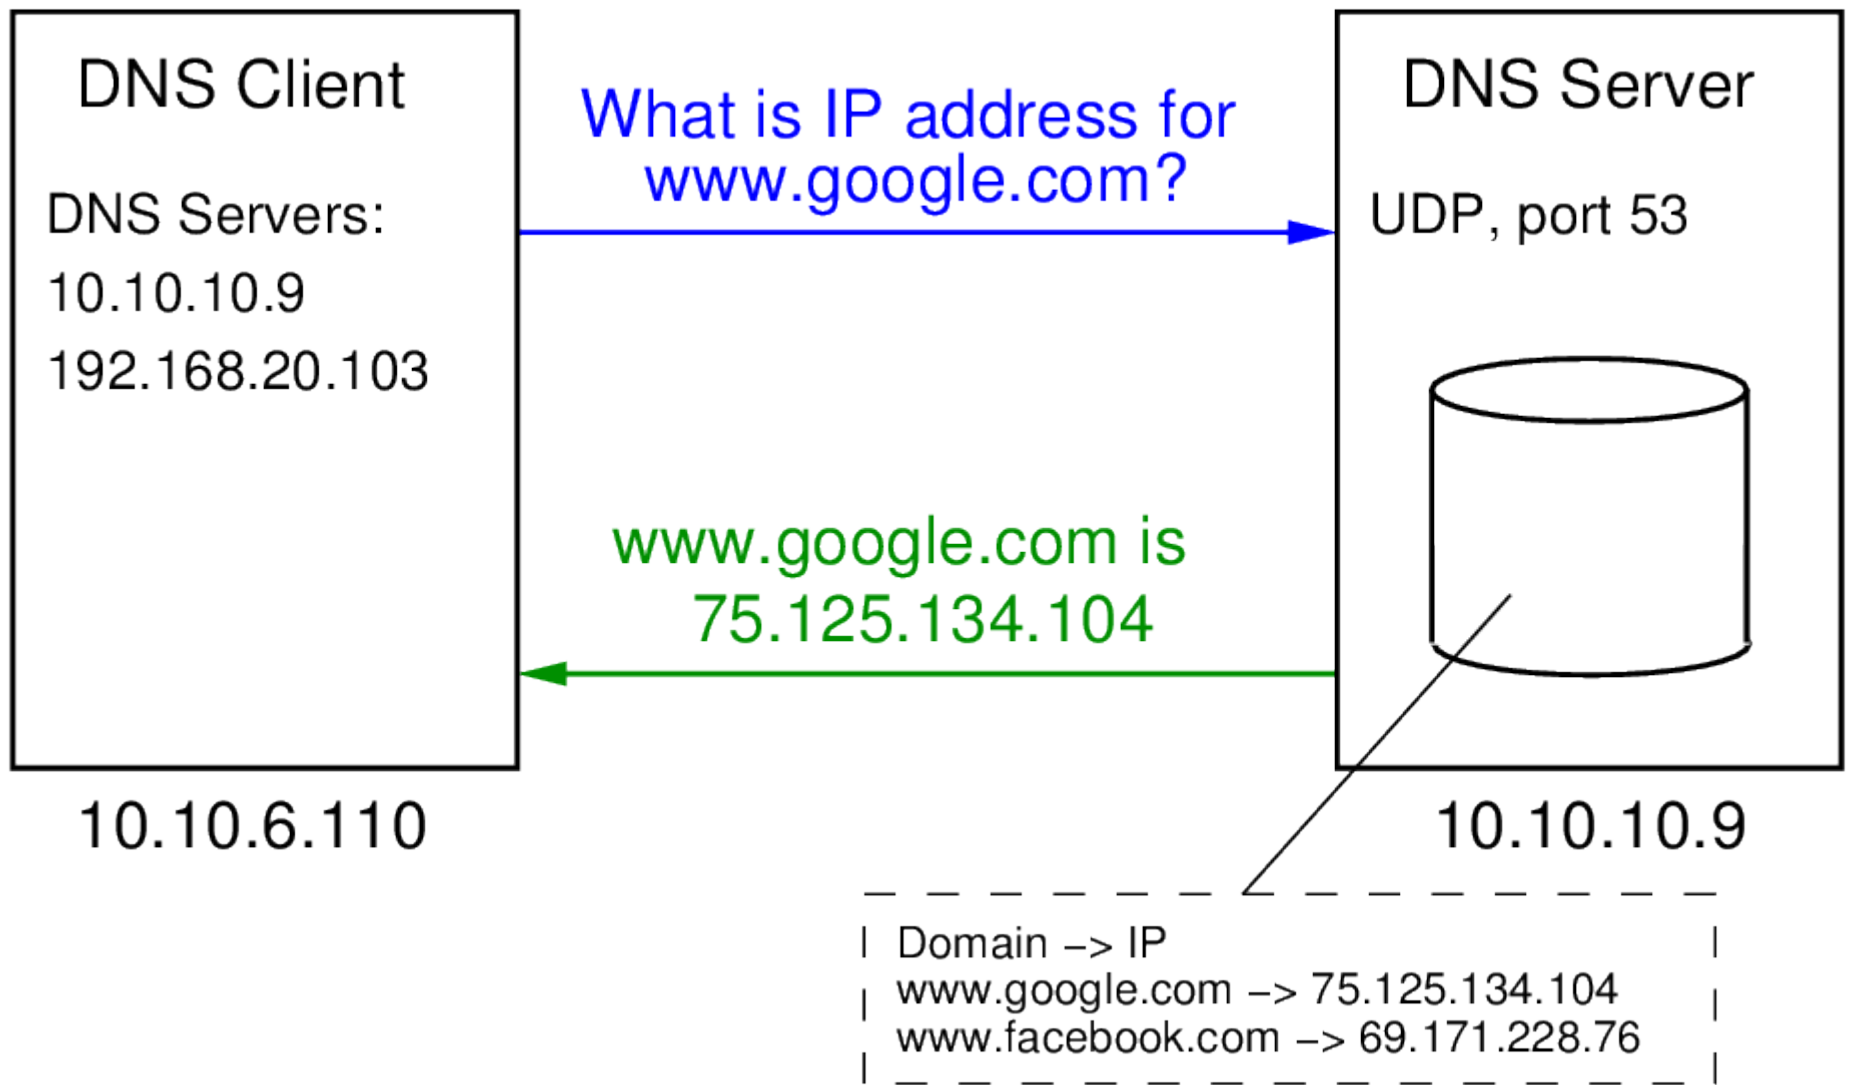 DNS Client
DNS Servers:
10.10.10.9
192.168.20.103
10.10.6.110
What is IP address for
www.google.com?
www.google.com is
75.125.134.104
DNS Server
UDP, port 53
10.10.10.9
Domain −> IP
www.google.com −> 75.125.134.104
www.facebook.com −> 69.171.228.76